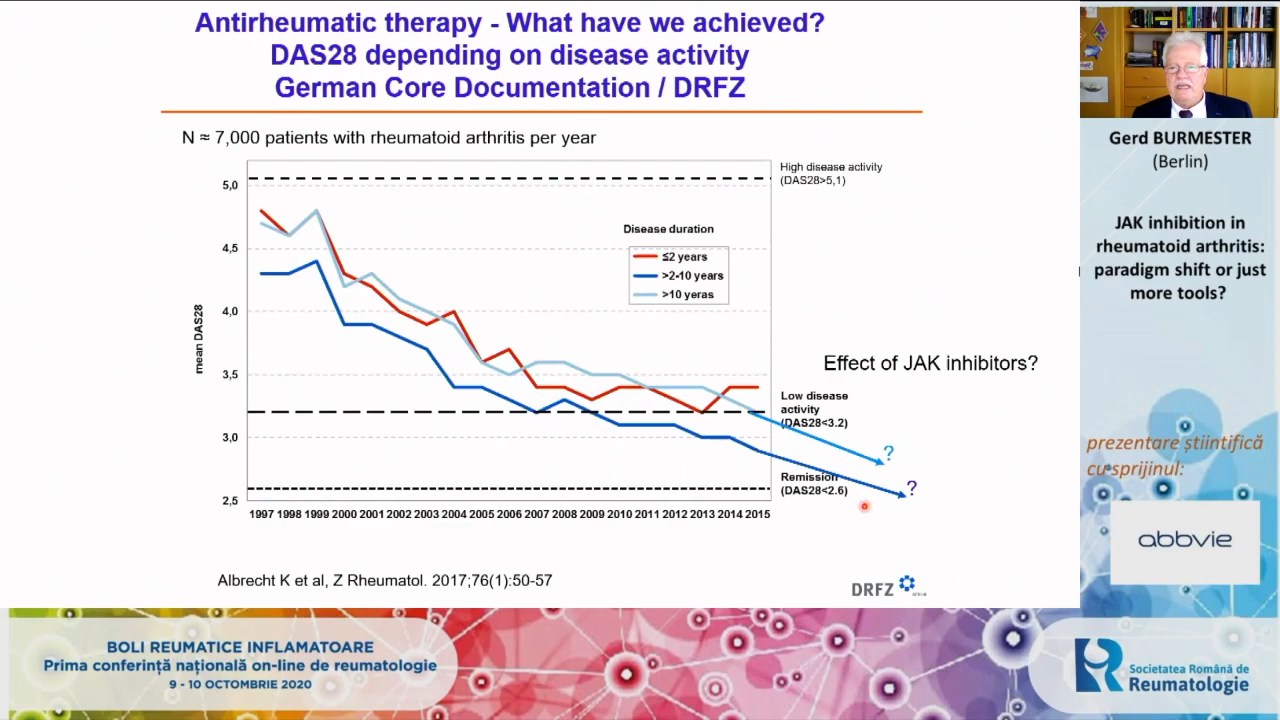 Antirheumatic therapy - What have we achieved?
DAS28 depending on disease activity
German Core Documentation / DRFZ
N ≈ 7,000 patients with rheumatoid arthritis per year
mean DAS28
5,0
4,5
4,0
3,5
3,0
2,5
1997 1998 1999 2000 2001 2002 2003 2004 2005 2006 2007 2008 2009 2010 2011 2012 2013 2014 2015
Disease duration
≤2 years
>2-10 years
>10 yeras
High disease activity
(DAS28>5,1)
Effect of JAK inhibitors?
Low disease
activity
(DAS28<3.2)
?
Remission
(DAS28<2.6)
?
Albrecht K et al, Z Rheumatol. 2017;76(1):50-57
DRFZ
Gerd BURMESTER
(Berlin)
JAK inhibition in
rheumatoid arthritis:
paradigm shift or just
more tools?
prezentare științifică
cu sprijinul:
abbvie
BOLI REUMATICE INFLAMATOARE
Prima conferință națională on-line de reumatologie
9 - 10 OCTOMBRIE 2020
Societatea Română de
Reumatologie